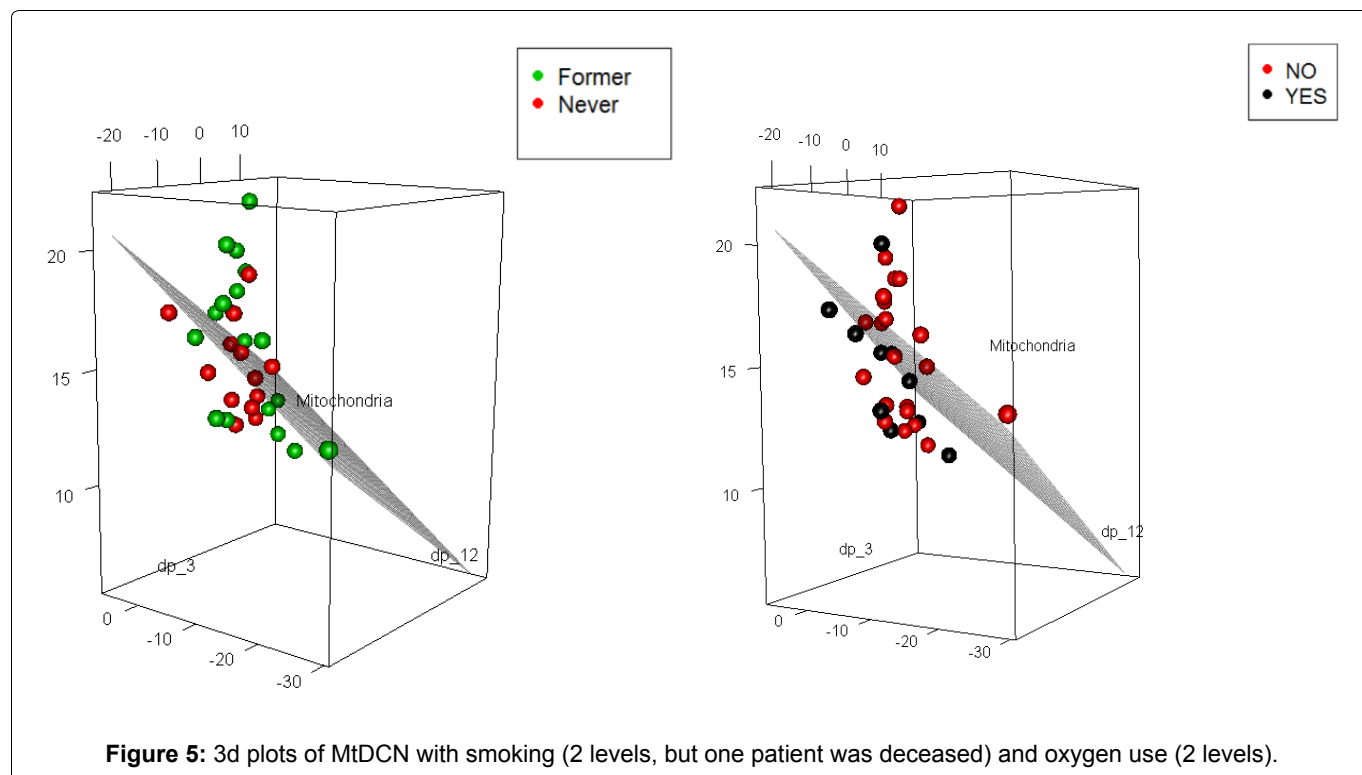 Former
Never
-20 -10 0 10
20
15
10
Mitochondria
dp_3
dp_12
0
-10
-20
-30
NO
YES
-20
-10
0
10
20
15
10
Mitochondria
dp_3
dp_12
0
-10
-20
-30
Figure 5: 3d plots of MtDCN with smoking (2 levels, but one patient was deceased) and oxygen use (2 levels).